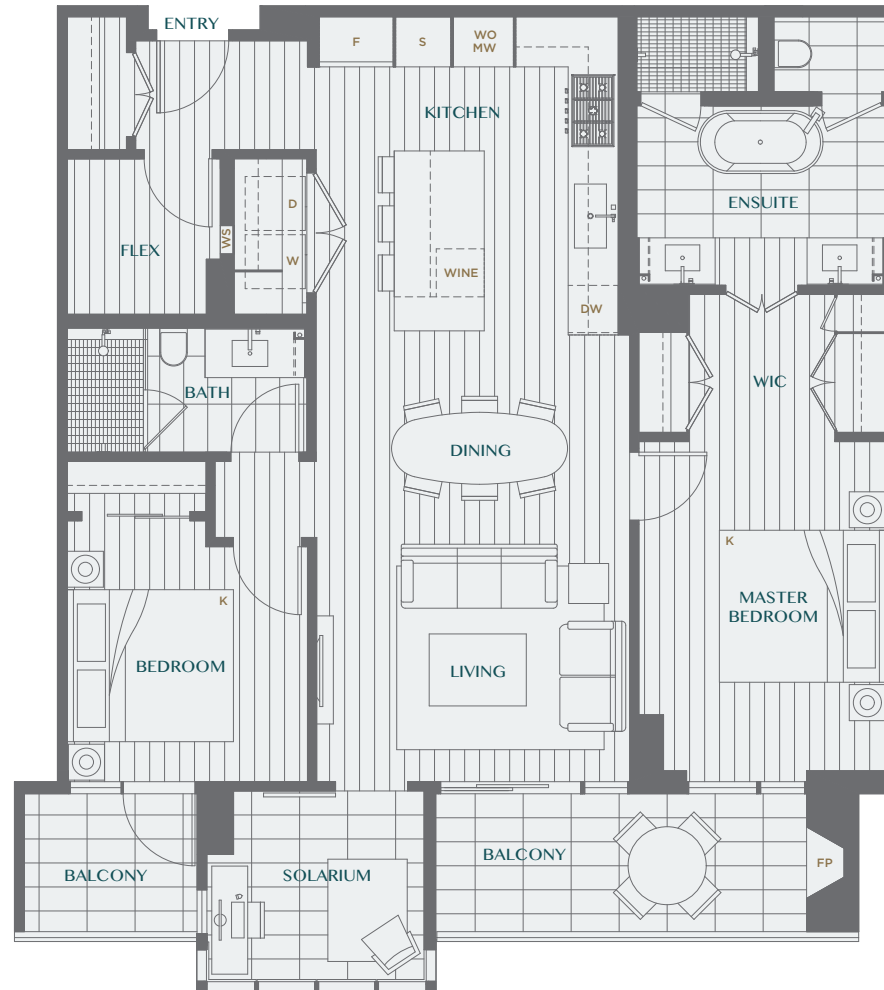 ENTRY
F
S
WO
MW
KITCHEN
D
WS
W
FLEX
WINE
DW
ENSUITE
BATH
WIC
DINING
K
K
MASTER
BEDROOM
BEDROOM
LIVING
BALCONY
SOLARIUM
BALCONY
FP